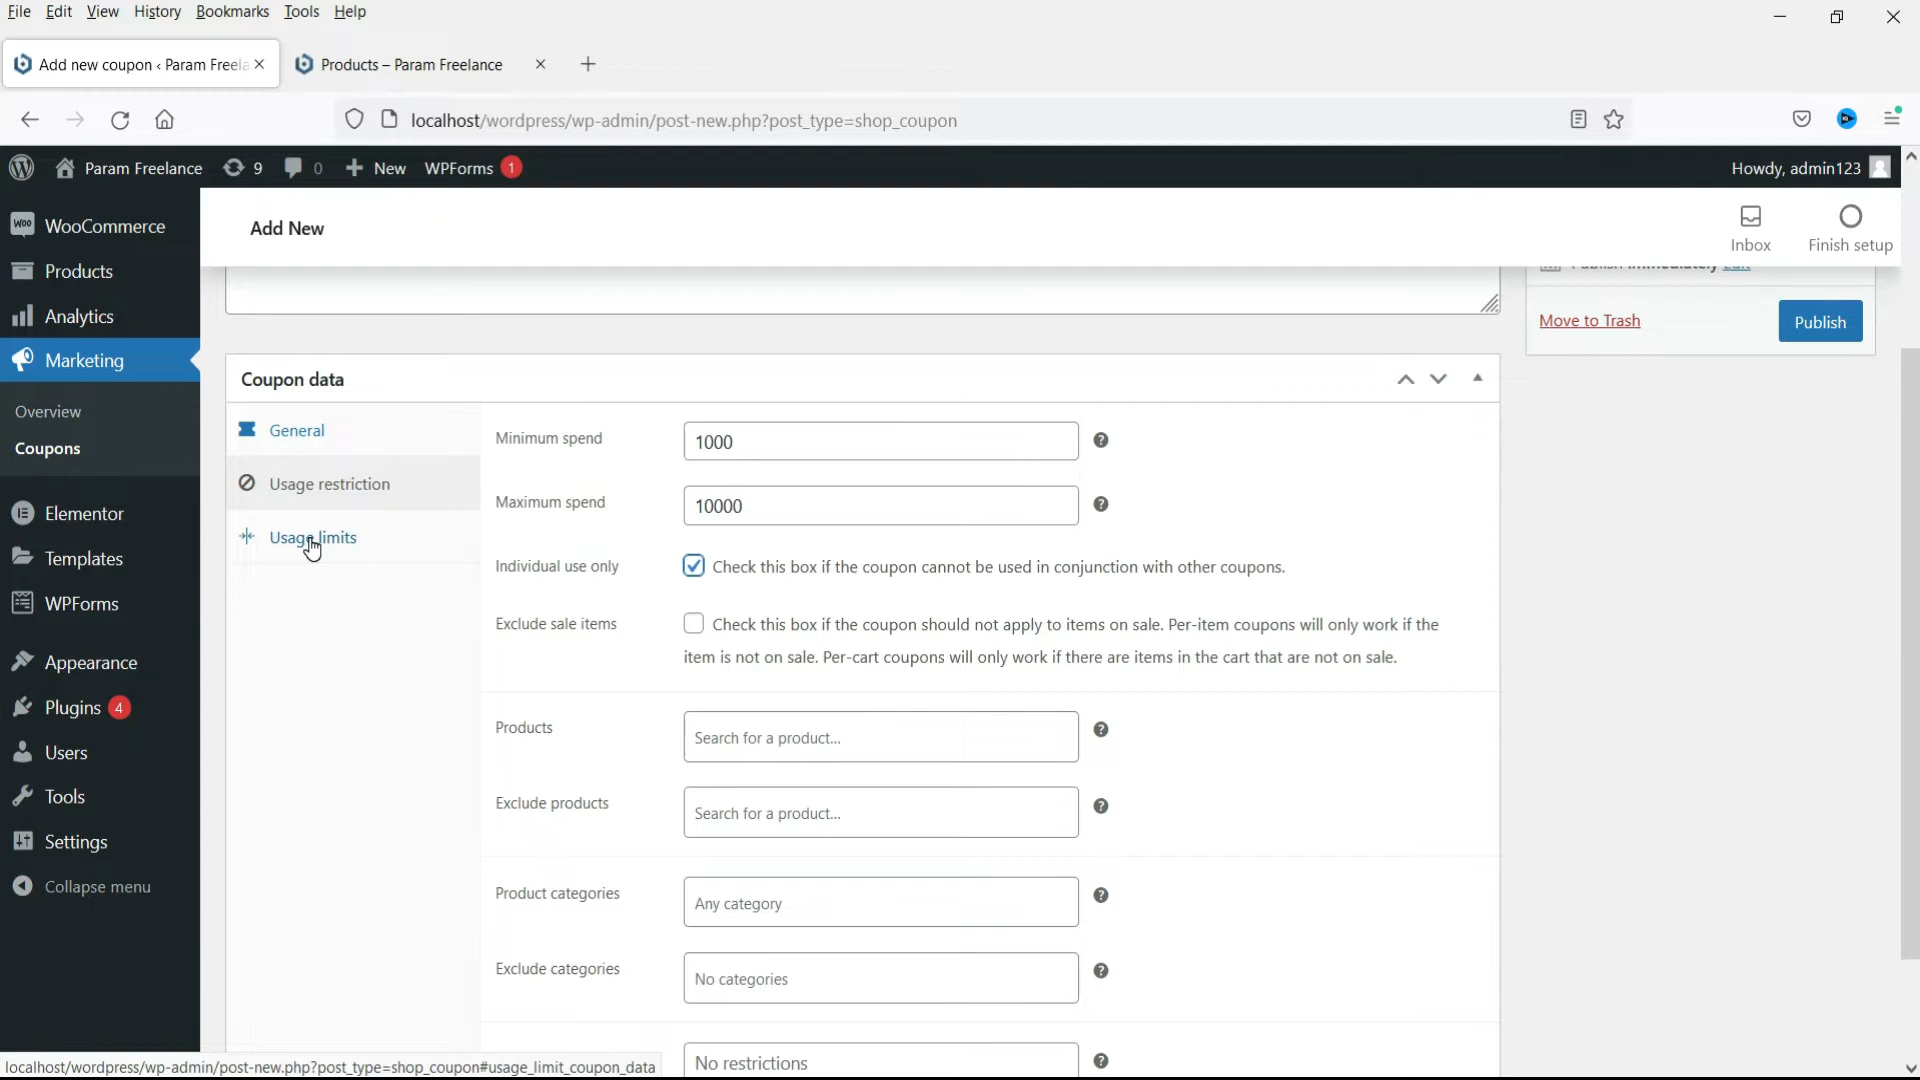 File Edit View History Bookmarks Tools Help
Add new coupon ‹ Param Freela
Products – Param Freelance
localhost/wordpress/wp-admin/post-new.php?post_type=shop_coupon
Param Freelance 9 0 New WPForms 1 Howdy, admin123
WooCommerce
Products
Analytics
Marketing
Overview
Coupons
Elementor
Templates
WPForms
Appearance
Plugins 4
Users
Tools
Settings
Collapse menu
Add New
Inbox
Finish setup
Publish immediately Edit
Move to Trash
Publish
Coupon data
General
Usage restriction
Usage limits
Minimum spend
1000
Maximum spend
10000
Individual use only
Check this box if the coupon cannot be used in conjunction with other coupons.
Exclude sale items
Check this box if the coupon should not apply to items on sale. Per-item coupons will only work if the
item is not on sale. Per-cart coupons will only work if there are items in the cart that are not on sale.
Products
Search for a product...
Exclude products
Search for a product...
Product categories
Any category
Exclude categories
No categories
No restrictions
localhost/wordpress/wp-admin/post-new.php?post_type=shop_coupon#usage_limit_coupon_data